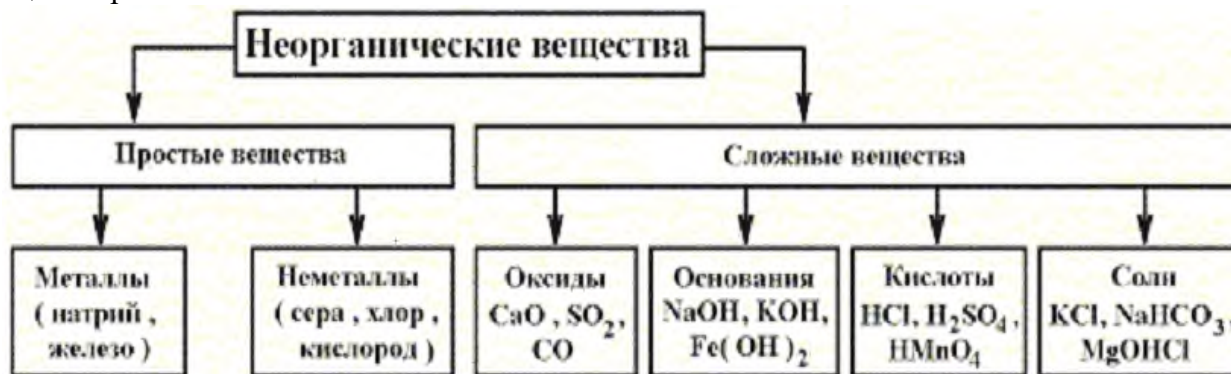 Неорганические вещества
Простые вещества
Сложные вещества
Металлы
( натрий ,
железо )
Неметаллы
( сера , хлор ,
кислород )
Оксиды
CaO , SO₂,
CO
Основания
NaOH, KOH,
Fe( OH )₂
Кислоты
HCl, H₂SO₄,
HMnO₄
Соли
KCl, NaHCO₃,
MgOHCl